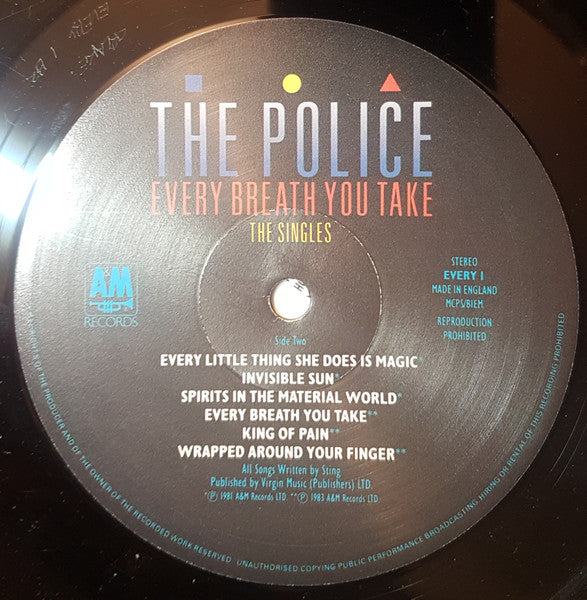 THE POLICE
EVERY BREATH YOU TAKE
THE SINGLES
A&M
RECORDS
STEREO
EVERY 1
MADE IN ENGLAND
MCPS/BIEM
REPRODUCTION
PROHIBITED
Side Two
EVERY LITTLE THING SHE DOES IS MAGIC*
INVISIBLE SUN*
SPIRITS IN THE MATERIAL WORLD*
EVERY BREATH YOU TAKE**
KING OF PAIN**
WRAPPED AROUND YOUR FINGER**
All Songs Written by Sting
Published by Virgin Music (Publishers) LTD.
*Ⓟ 1981 A&M Records LTD. **Ⓟ 1983 A&M Records LTD.
RIGHTS OF THE PRODUCER AND OF THE OWNER OF THE RECORDED WORK RESERVED UNAUTHORISED COPYING PUBLIC PERFORMANCE BROADCASTING, HIRING OR RENTAL OF THIS RECORDING PROHIBITED